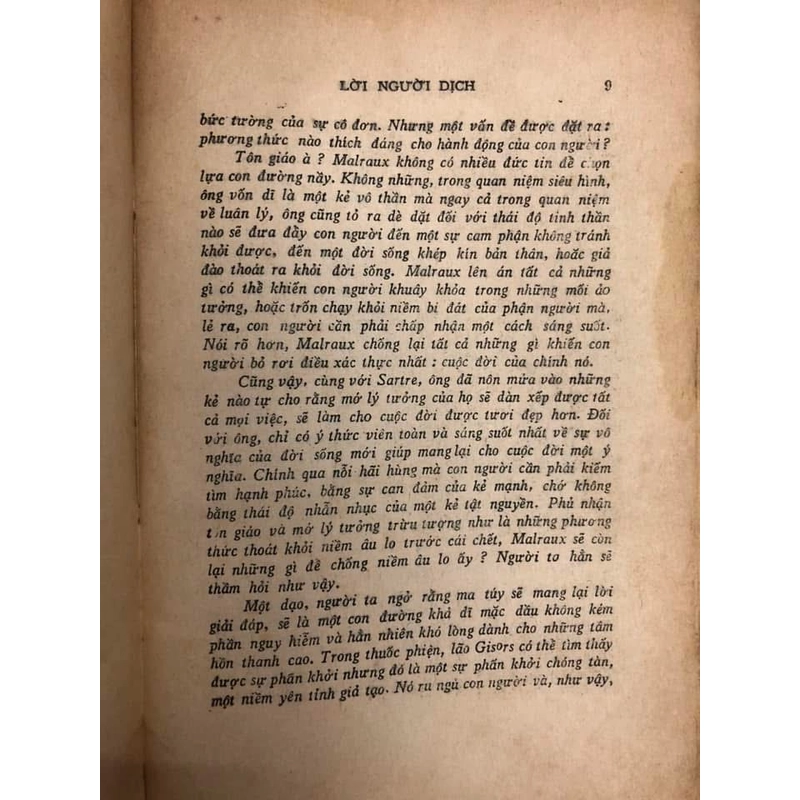 LỜI NGƯỜI DỊCH 9
bức tường của sự cô đơn. Nhưng một vấn đề được đặt ra :
phương thức nào thích đáng cho hành động của con người ?
Tôn giáo à ? Malraux không có nhiều đức tin để chọn
lựa con đường nầy. Không những, trong quan niệm siêu hình,
ông vốn dĩ là một kẻ vô thần mà ngay cả trong quan niệm
về luân lý, ông cũng tỏ ra dè dặt đối với thái độ tinh thần
nào sẽ đưa đẩy con người đến một sự cam phận không tránh
khỏi được, đến một đời sống khép kín bản thân, hoặc giả
đào thoát ra khỏi đời sống. Malraux lên án tất cả những
gì có thể khiến con người khuây khỏa trong những mối ảo
tưởng, hoặc trốn chạy khỏi niềm bi đát của phận người mà,
lẻ ra, con người cần phải chấp nhận một cách sáng suốt.
Nói rõ hơn, Malraux chống lại tất cả những gì khiến con
người bỏ rơi điều xác thực nhất : cuộc đời của chính nó.
Cũng vậy, cùng với Sartre, ông đã nôn mửa vào những
kẻ nào tự cho rằng mớ lý tưởng của họ sẽ dàn xếp được tất
cả mọi việc, sẽ làm cho cuộc đời được tươi đẹp hơn. Đối
với ông, chỉ có ý thức viên toàn và sáng suốt nhất về sự vô
nghĩa của đời sống mới giúp mang lại cho cuộc đời một ý
nghĩa. Chính qua nỗi hãi hùng mà con người cần phải kiếm
tìm hạnh phúc, bằng sự can đảm của kẻ mạnh, chớ không
bằng thái độ nhẫn nhục của một kẻ tật nguyền. Phủ nhận
tôn giáo và mớ lý tưởng trừu tượng như là những phương
thức thoát khỏi niềm âu lo trước cái chết, Malraux sẽ còn
lại những gì để chống niềm âu lo ấy ? Người ta hẳn sẽ
thầm hỏi như vậy.
Một dạo, người ta ngở rằng ma túy sẽ mang lại lời
giải đáp, sẽ là một con đường khả dĩ mặc dầu không kém
phần nguy hiểm và hẳn nhiên khó lòng dành cho những tâm
hồn thanh cao. Trong thuốc phiện, lão Gisors có thể tìm thấy
được sự phấn khởi nhưng đó là một sự phấn khởi chóng tàn,
một niềm yên tỉnh giả tạo. Nó ru ngủ con người và, như vậy,